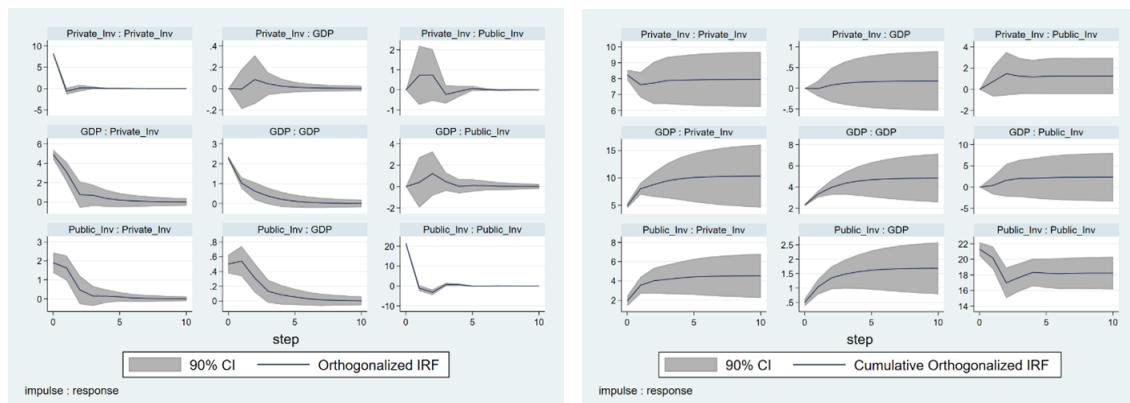 Private_Inv : Private_Inv
Private_Inv : GDP
Private_Inv : Public_Inv
10
5
0
-5
.4
.2
0
-.2
2
1
0
-1
GDP : Private_Inv
GDP : GDP
GDP : Public_Inv
6
4
2
0
3
2
1
0
4
2
0
-2
Public_Inv : Private_Inv
Public_Inv : GDP
Public_Inv : Public_Inv
3
2
1
0
.8
.6
.4
.2
0
20
10
0
-10
0 5 10
0 5 10
0 5 10
step
90% CI Orthogonalized IRF
impulse : response
Private_Inv : Private_Inv
Private_Inv : GDP
Private_Inv : Public_Inv
10
9
8
7
6
1
.5
0
-.5
4
2
0
-2
GDP : Private_Inv
GDP : GDP
GDP : Public_Inv
15
10
5
8
6
4
2
10
5
0
-5
Public_Inv : Private_Inv
Public_Inv : GDP
Public_Inv : Public_Inv
8
6
4
2
2.5
2
1.5
1
.5
22
20
18
16
14
0 5 10
0 5 10
0 5 10
step
90% CI Cumulative Orthogonalized IRF
impulse : response